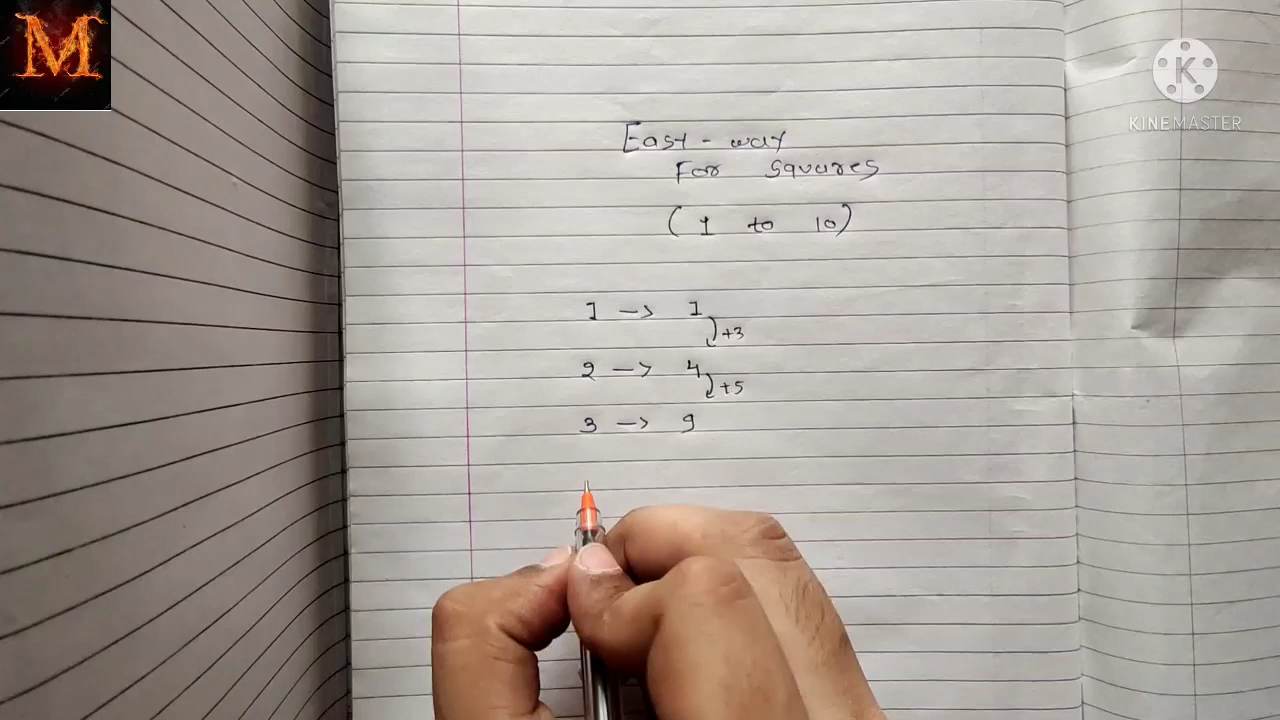 M
KINEMASTER
Easy - way
For Squares
( 1 to 10 )
1 -> 1
+3
2 -> 4
+5
3 -> 9